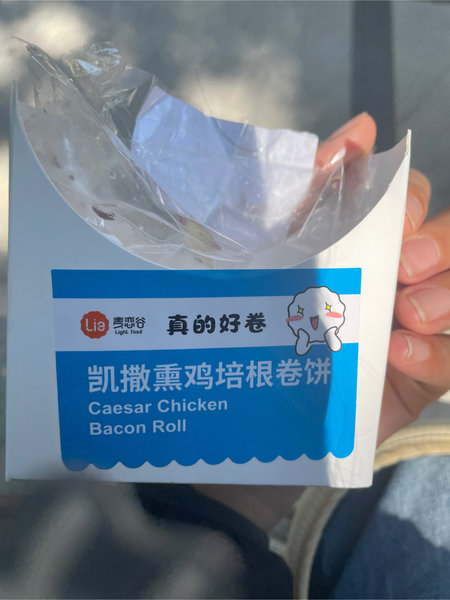 Lia 麦恋谷
Light, Food
真的好卷
凯撒熏鸡培根卷饼
Caesar Chicken
Bacon Roll